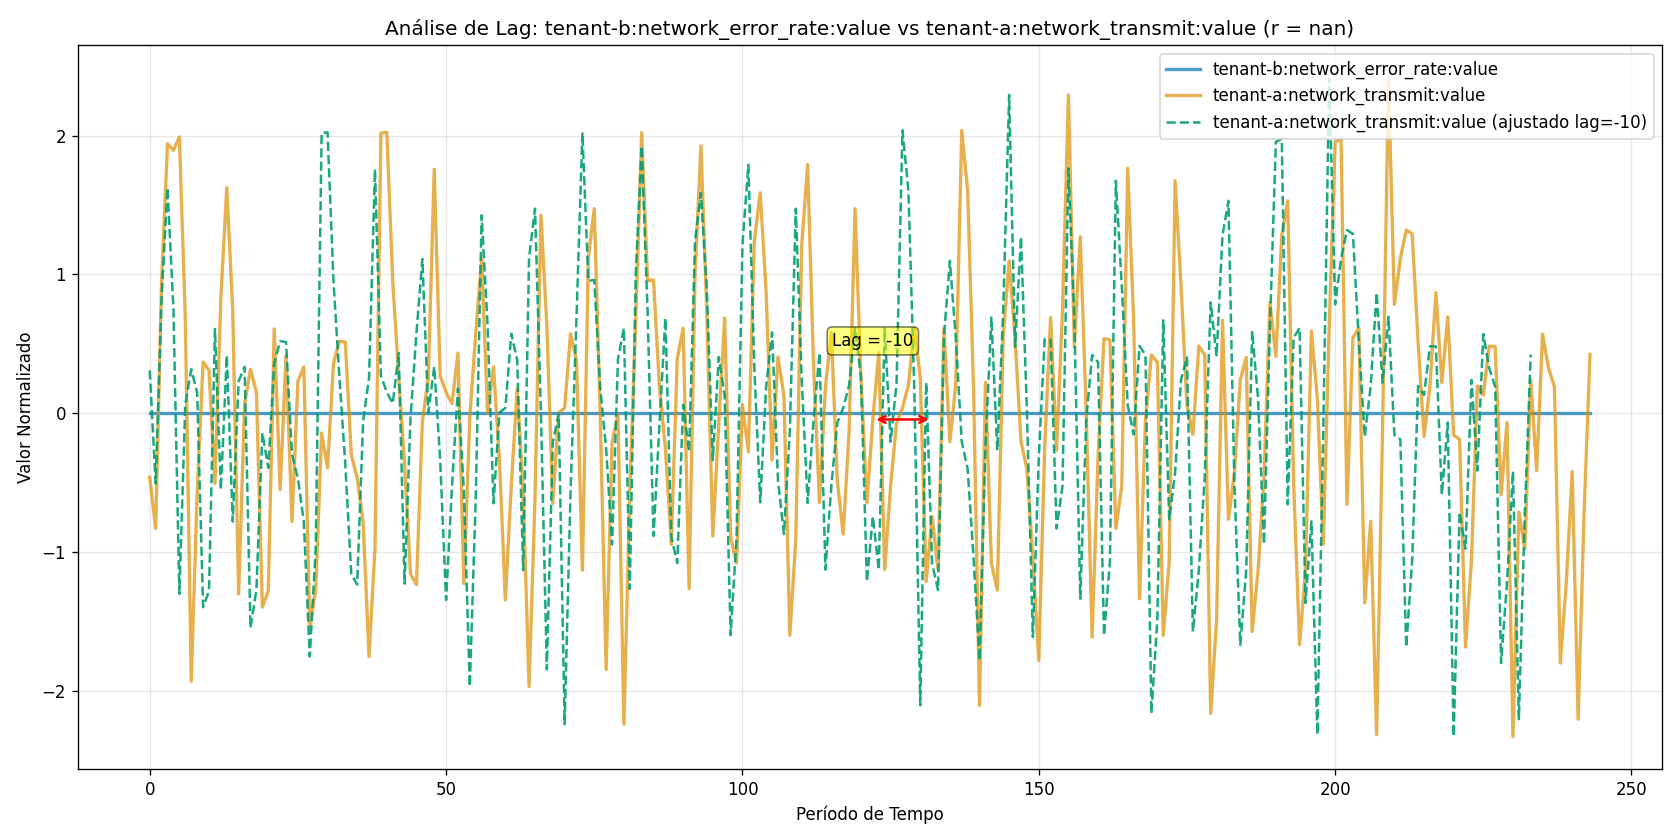 Análise de Lag: tenant-b:network_error_rate:value vs tenant-a:network_transmit:value (r = nan)
tenant-b:network_error_rate:value
tenant-a:network_transmit:value
tenant-a:network_transmit:value (ajustado lag=-10)
Valor Normalizado
2
1
0
−1
−2
Lag = -10
0
50
100
150
200
250
Período de Tempo